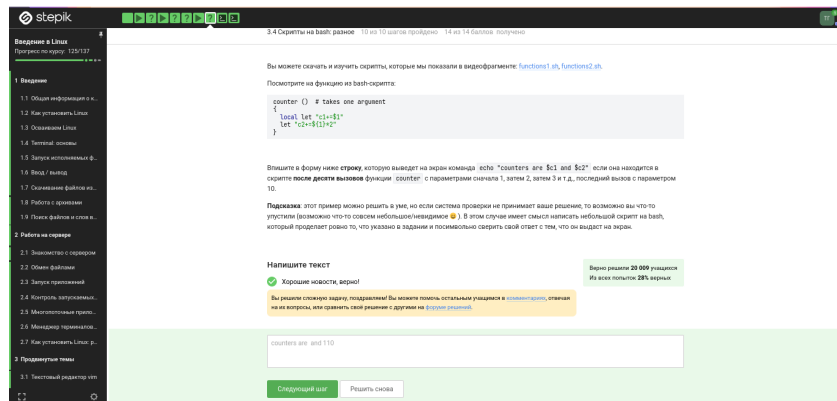 stepik
Введение в Linux
Прогресс по курсу: 125/137
1 Введение
1.1 Общая информация о к...
1.2 Как установить Linux
1.3 Осваиваем Linux
1.4 Terminal: основы
1.5 Запуск исполняемых ф...
1.6 Ввод / вывод
1.7 Скачивание файлов из...
1.8 Работа с архивами
1.9 Поиск файлов и слов в...
2 Работа на сервере
2.1 Знакомство с сервером
2.2 Обмен файлами
2.3 Запуск приложений
2.4 Контроль запускаемых...
2.5 Многопоточные прило...
2.6 Менеджер терминалов...
2.7 Как установить Linux: р...
3 Продвинутые темы
3.1 Текстовый редактор vim
3.4 Скрипты на bash: разное 10 из 10 шагов пройдено 14 из 14 баллов получено
Вы можете скачать и изучить скрипты, которые мы показали в видеофрагменте: functions1.sh, functions2.sh.
Посмотрите на функцию из bash-скрипта:
counter () # takes one argument
{
local let "c1+=$1"
let "c2+=${1}*2"
}
Впишите в форму ниже строку, которую выведет на экран команда echo "counters are $c1 and $c2" если она находится в
скрипте после десяти вызовов функции counter с параметрами сначала 1, затем 2, затем 3 и т.д., последний вызов с параметром
10.
Подсказка: этот пример можно решить в уме, но если система проверки не принимает ваше решение, то возможно вы что-то
упустили (возможно что-то совсем небольшое/невидимое 😄 ). В этом случае имеет смысл написать небольшой скрипт на bash,
который проделает ровно то, что указано в задании и посимвольно сверить свой ответ с тем, что он выдаст на экран.
Напишите текст
Хорошие новости, верно!
Верно решили 20 009 учащихся
Из всех попыток 28% верных
Вы решили сложную задачу, поздравляем! Вы можете помочь остальным учащимся в комментариях, отвечая
на их вопросы, или сравнить своё решение с другими на форуме решений.
counters are and 110
Следующий шаг
Решить снова